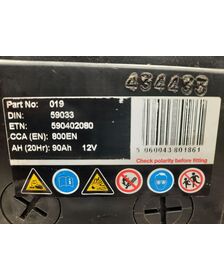 434433
Part No: 019
DIN: 59033
ETN: 590402080
CCA (EN): 800EN
AH (20Hr): 90Ah 12V
5 060043 801861
Check polarity before fitting